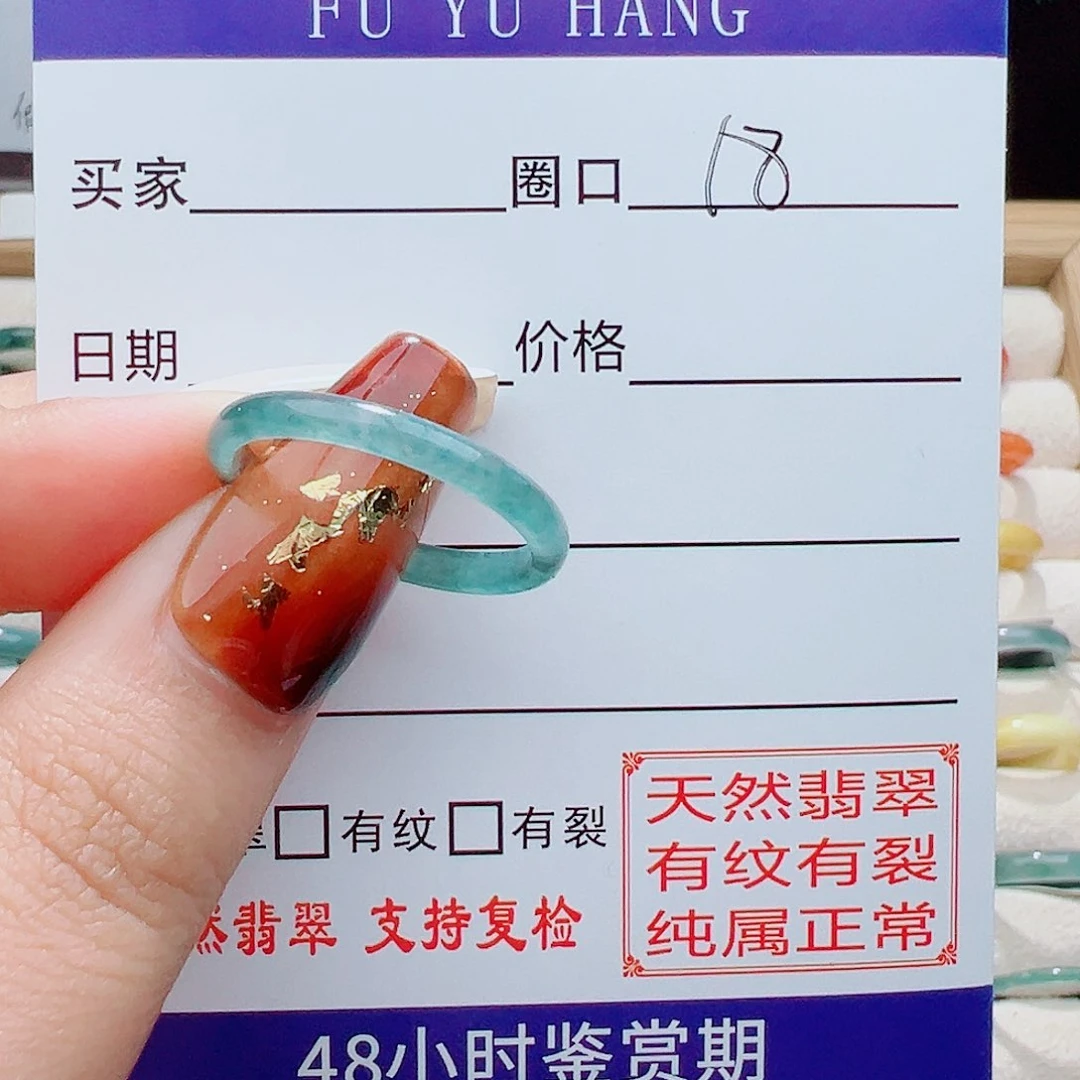 FU YU HANG
买家 圈口 18
日期 价格
有纹 有裂
翡翠 支持复检
天然翡翠
有纹有裂
纯属正常
48小时鉴赏期